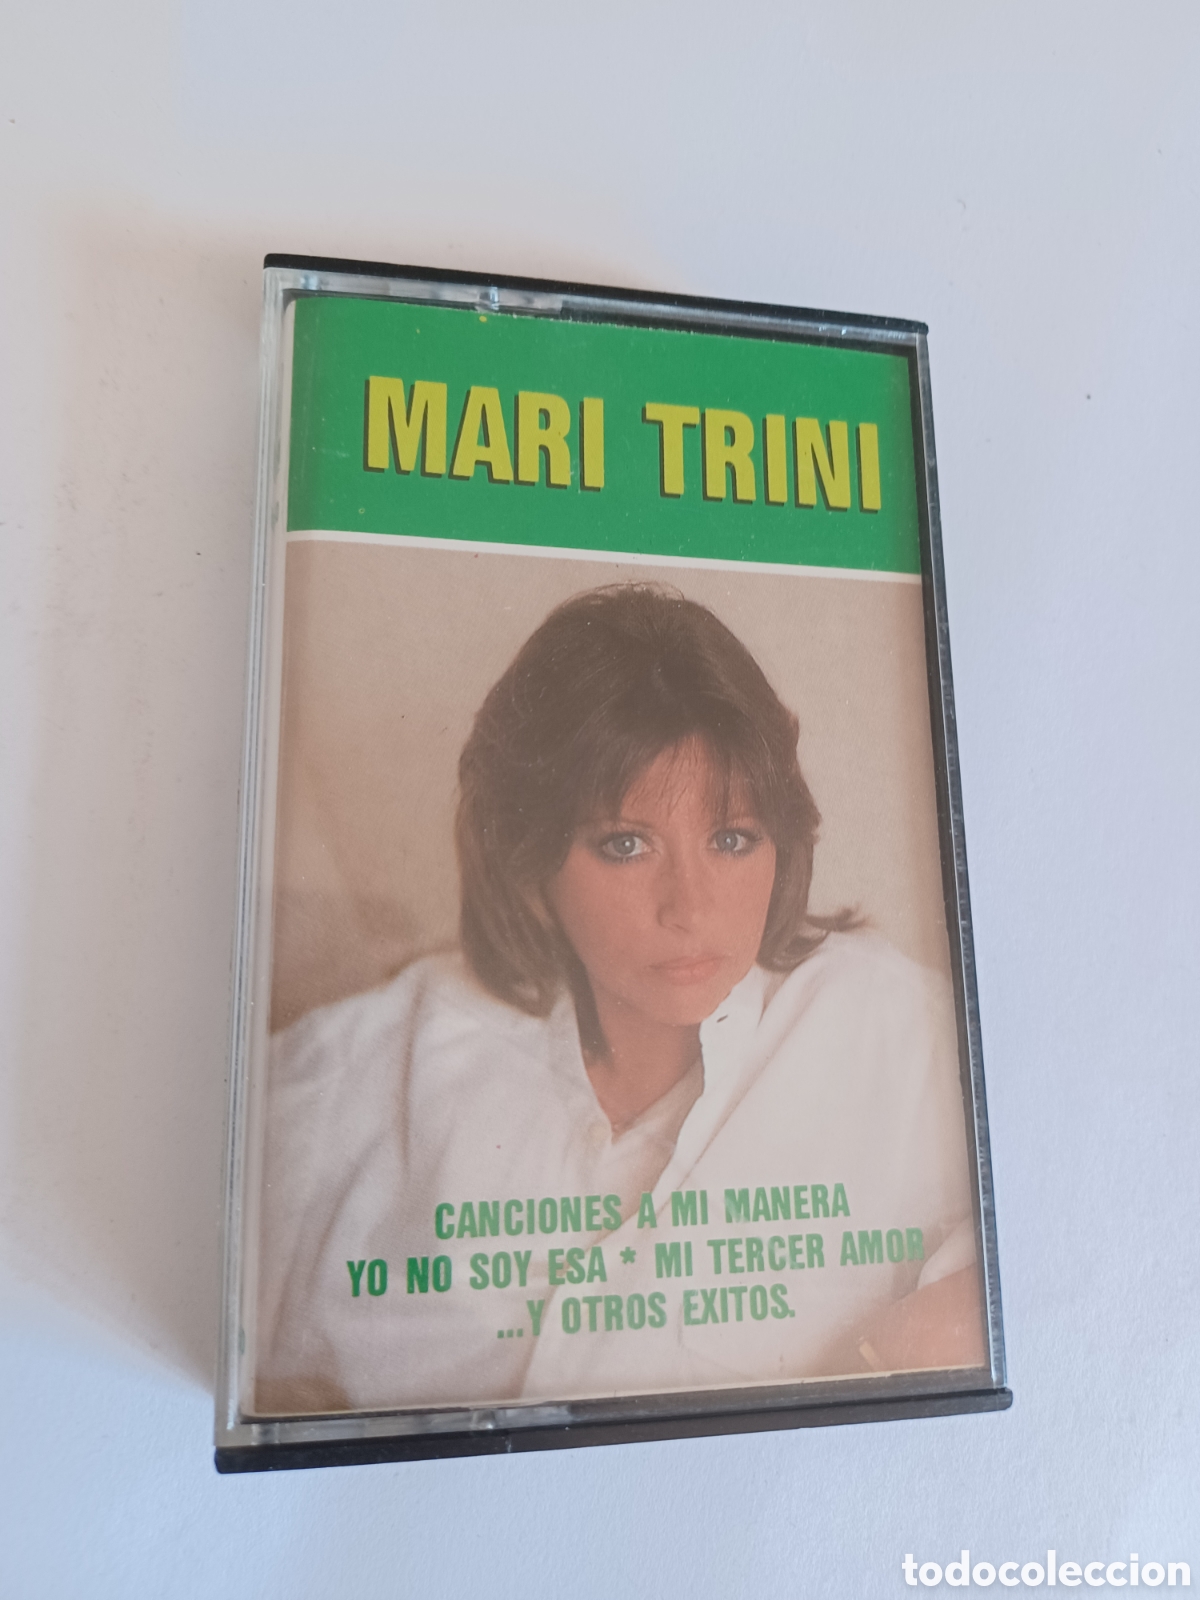 MARI TRINI
CANCIONES A MI MANERA
YO NO SOY ESA * MI TERCER AMOR
...Y OTROS EXITOS.
todocoleccion